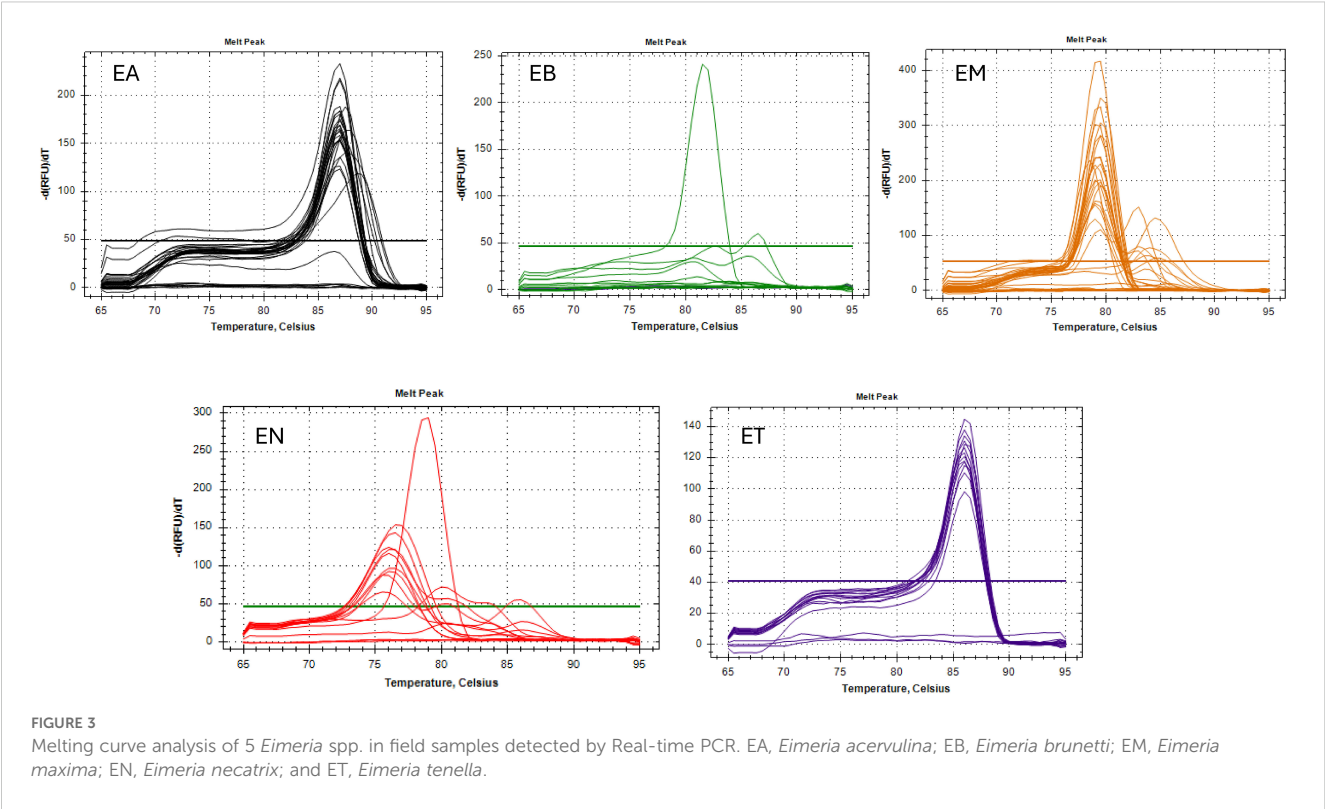 Melt Peak
EA
-d(RFU)/dT
200
150
100
50
0
65 70 75 80 85 90 95
Temperature, Celsius
Melt Peak
EB
-d(RFU)/dT
250
200
150
100
50
0
65 70 75 80 85 90 95
Temperature, Celsius
Melt Peak
EM
-d(RFU)/dT
400
300
200
100
0
65 70 75 80 85 90 95
Temperature, Celsius
Melt Peak
EN
-d(RFU)/dT
300
250
200
150
100
50
0
65 70 75 80 85 90 95
Temperature, Celsius
Melt Peak
ET
-d(RFU)/dT
140
120
100
80
60
40
20
0
65 70 75 80 85 90 95
Temperature, Celsius
FIGURE 3
Melting curve analysis of 5 Eimeria spp. in field samples detected by Real-time PCR. EA, Eimeria acervulina; EB, Eimeria brunetti; EM, Eimeria
maxima; EN, Eimeria necatrix; and ET, Eimeria tenella.